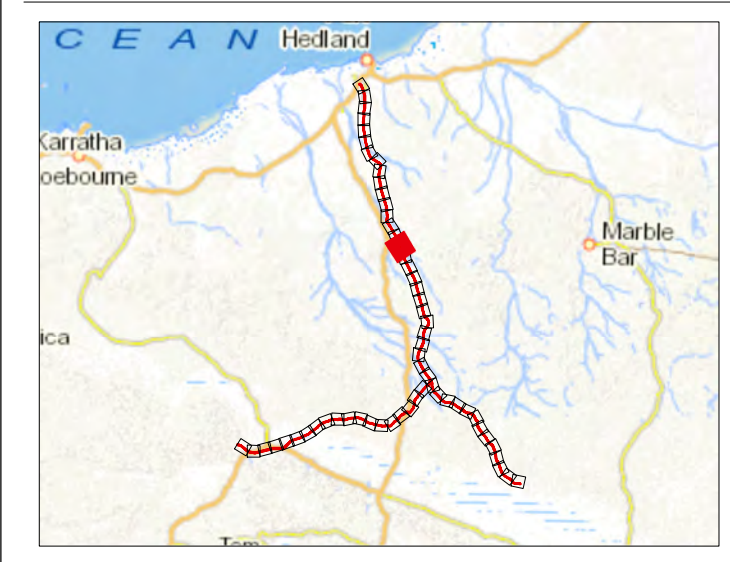 C E A N
Hedland
Karratha
oebourne
Marble
Bar
ica
Tom